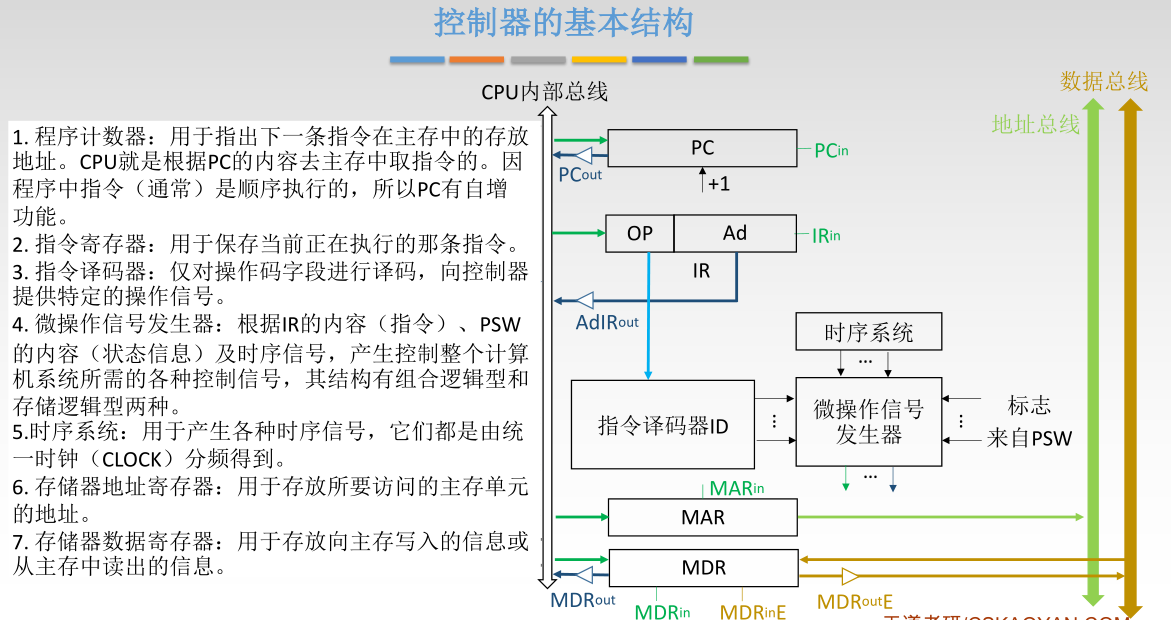 控制器的基本结构
CPU内部总线
数据总线
地址总线
1. 程序计数器：用于指出下一条指令在主存中的存放
地址。CPU就是根据PC的内容去主存中取指令的。因
程序中指令（通常）是顺序执行的，所以PC有自增
功能。
2. 指令寄存器：用于保存当前正在执行的那条指令。
3. 指令译码器：仅对操作码字段进行译码，向控制器
提供特定的操作信号。
4. 微操作信号发生器：根据IR的内容（指令）、PSW
的内容（状态信息）及时序信号，产生控制整个计算
机系统所需的各种控制信号，其结构有组合逻辑型和
存储逻辑型两种。
5.时序系统：用于产生各种时序信号，它们都是由统
一时钟（CLOCK）分频得到。
6. 存储器地址寄存器：用于存放所要访问的主存单元
的地址。
7. 存储器数据寄存器：用于存放向主存写入的信息或
从主存中读出的信息。
PC
PCin
PCout
+1
OP
Ad
IRin
IR
AdIRout
时序系统
...
指令译码器ID
...
微操作信号
发生器
...
标志
来自PSW
...
MARin
MAR
MDR
MDRout
MDRin
MDRinE
MDRoutE